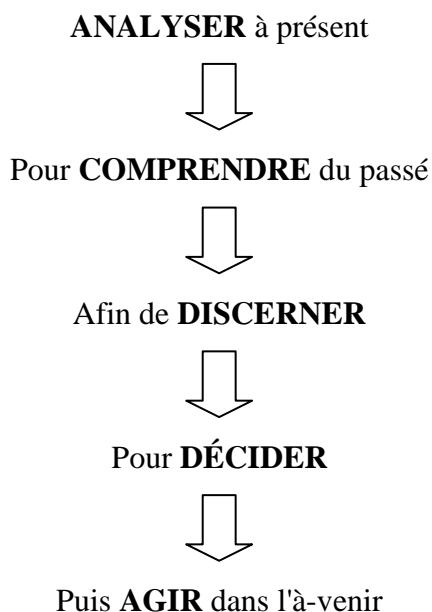 ANALYSER à présent
Pour COMPRENDRE du passé
Afin de DISCERNER
Pour DÉCIDER
Puis AGIR dans l'à-venir